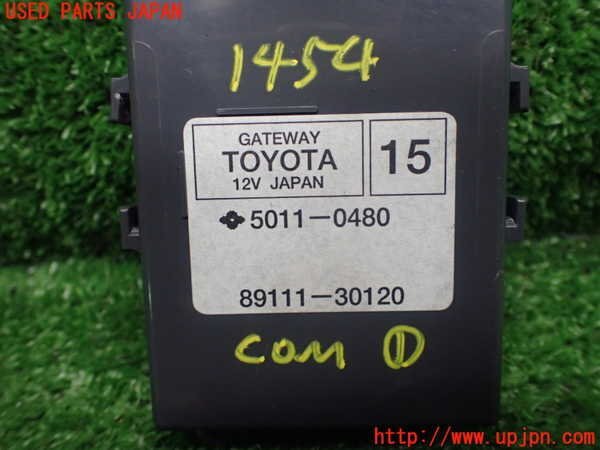 USED PARTS JAPAN
1454
GATEWAY
TOYOTA
12V JAPAN
15
5011-0480
89111-30120
COM ①
http://www.upjpn.com